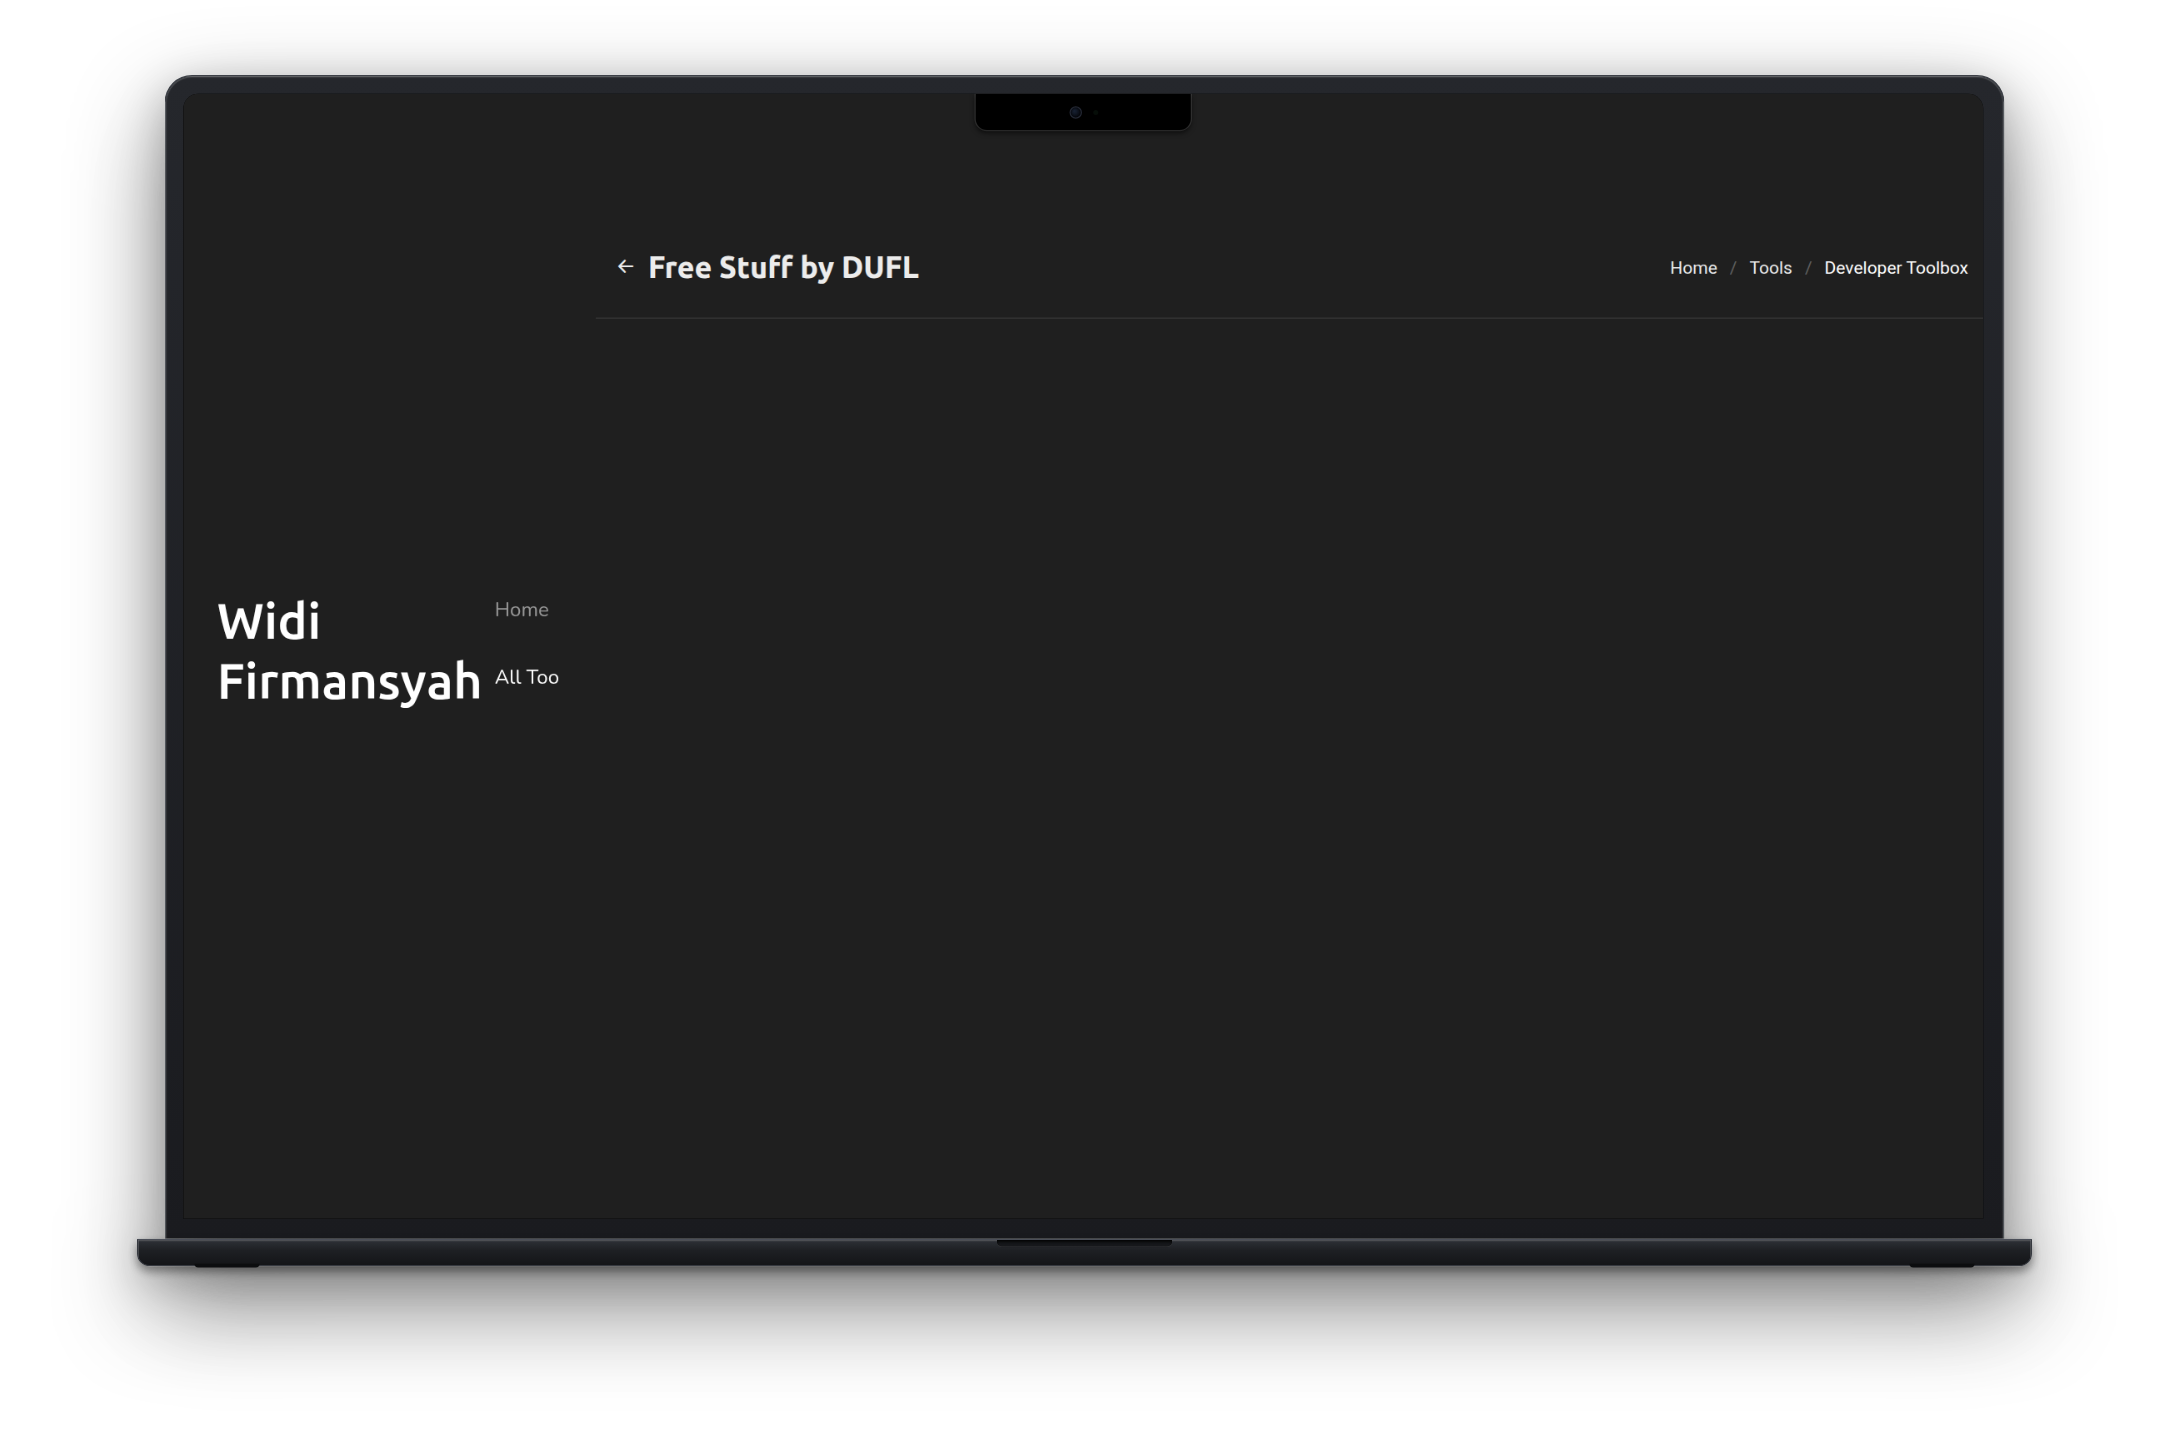 ← Free Stuff by DUFL
Home / Tools / Developer Toolbox
Widi
Firmansyah
Home
All Too